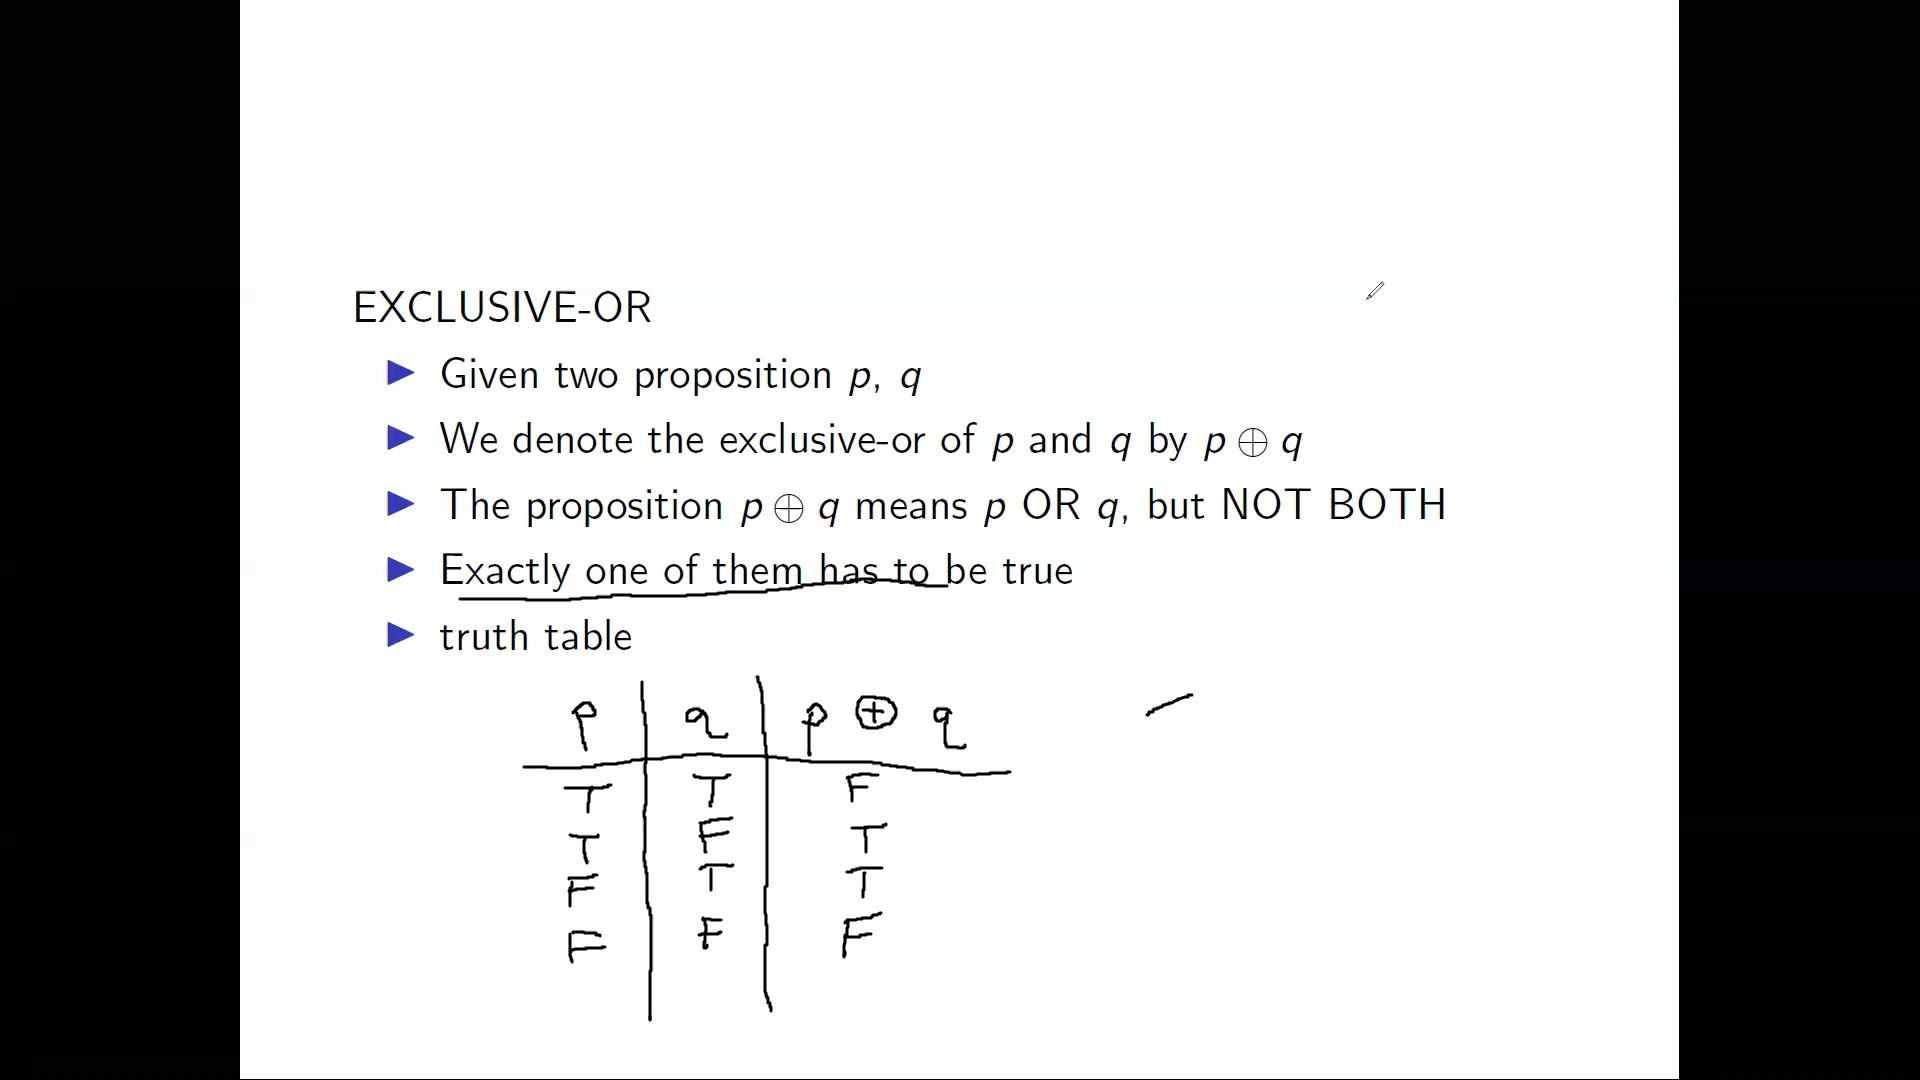 EXCLUSIVE-OR
Given two proposition p, q
We denote the exclusive-or of p and q by p ⊕ q
The proposition p ⊕ q means p OR q, but NOT BOTH
Exactly one of them has to be true
truth table
p q p ⊕ q
T T F
T F T
F T T
F F F